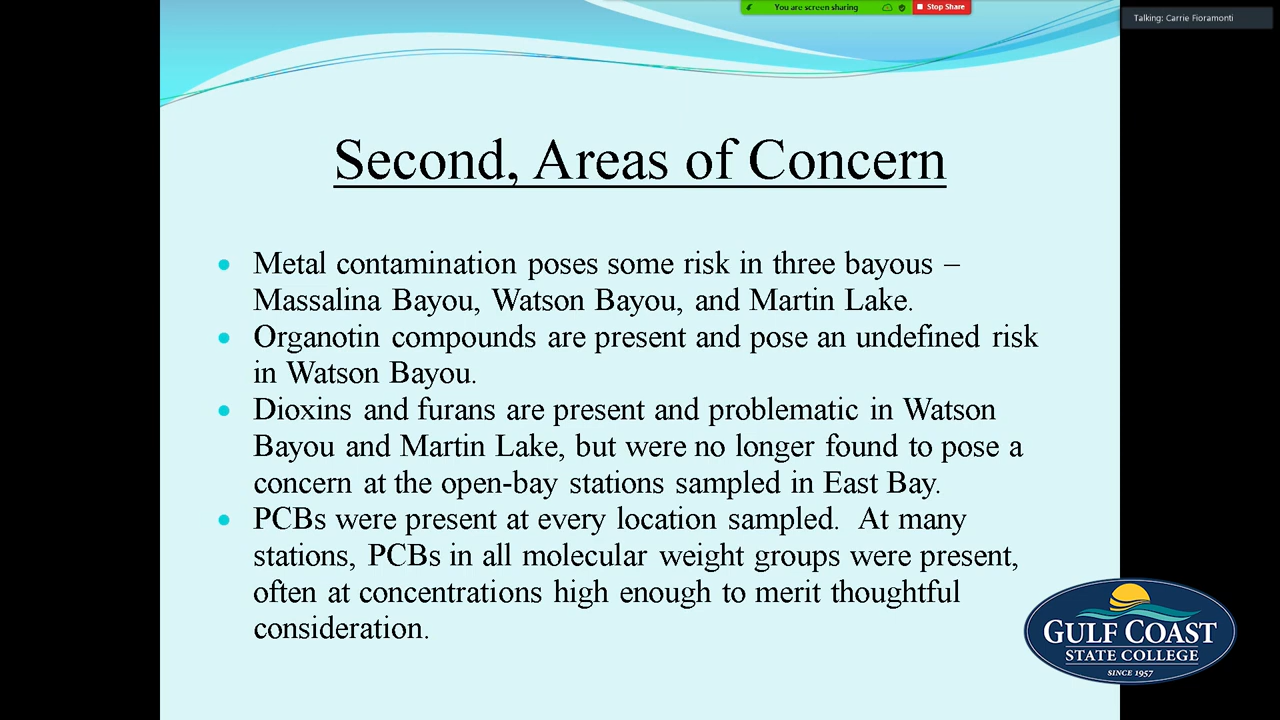 You are screen sharing
Stop Share
Talking: Carrie Fioramonti
Second, Areas of Concern
• Metal contamination poses some risk in three bayous –
Massalina Bayou, Watson Bayou, and Martin Lake.
• Organotin compounds are present and pose an undefined risk
in Watson Bayou.
• Dioxins and furans are present and problematic in Watson
Bayou and Martin Lake, but were no longer found to pose a
concern at the open-bay stations sampled in East Bay.
• PCBs were present at every location sampled.  At many
stations, PCBs in all molecular weight groups were present,
often at concentrations high enough to merit thoughtful
consideration.
GULF COAST
STATE COLLEGE
SINCE 1957